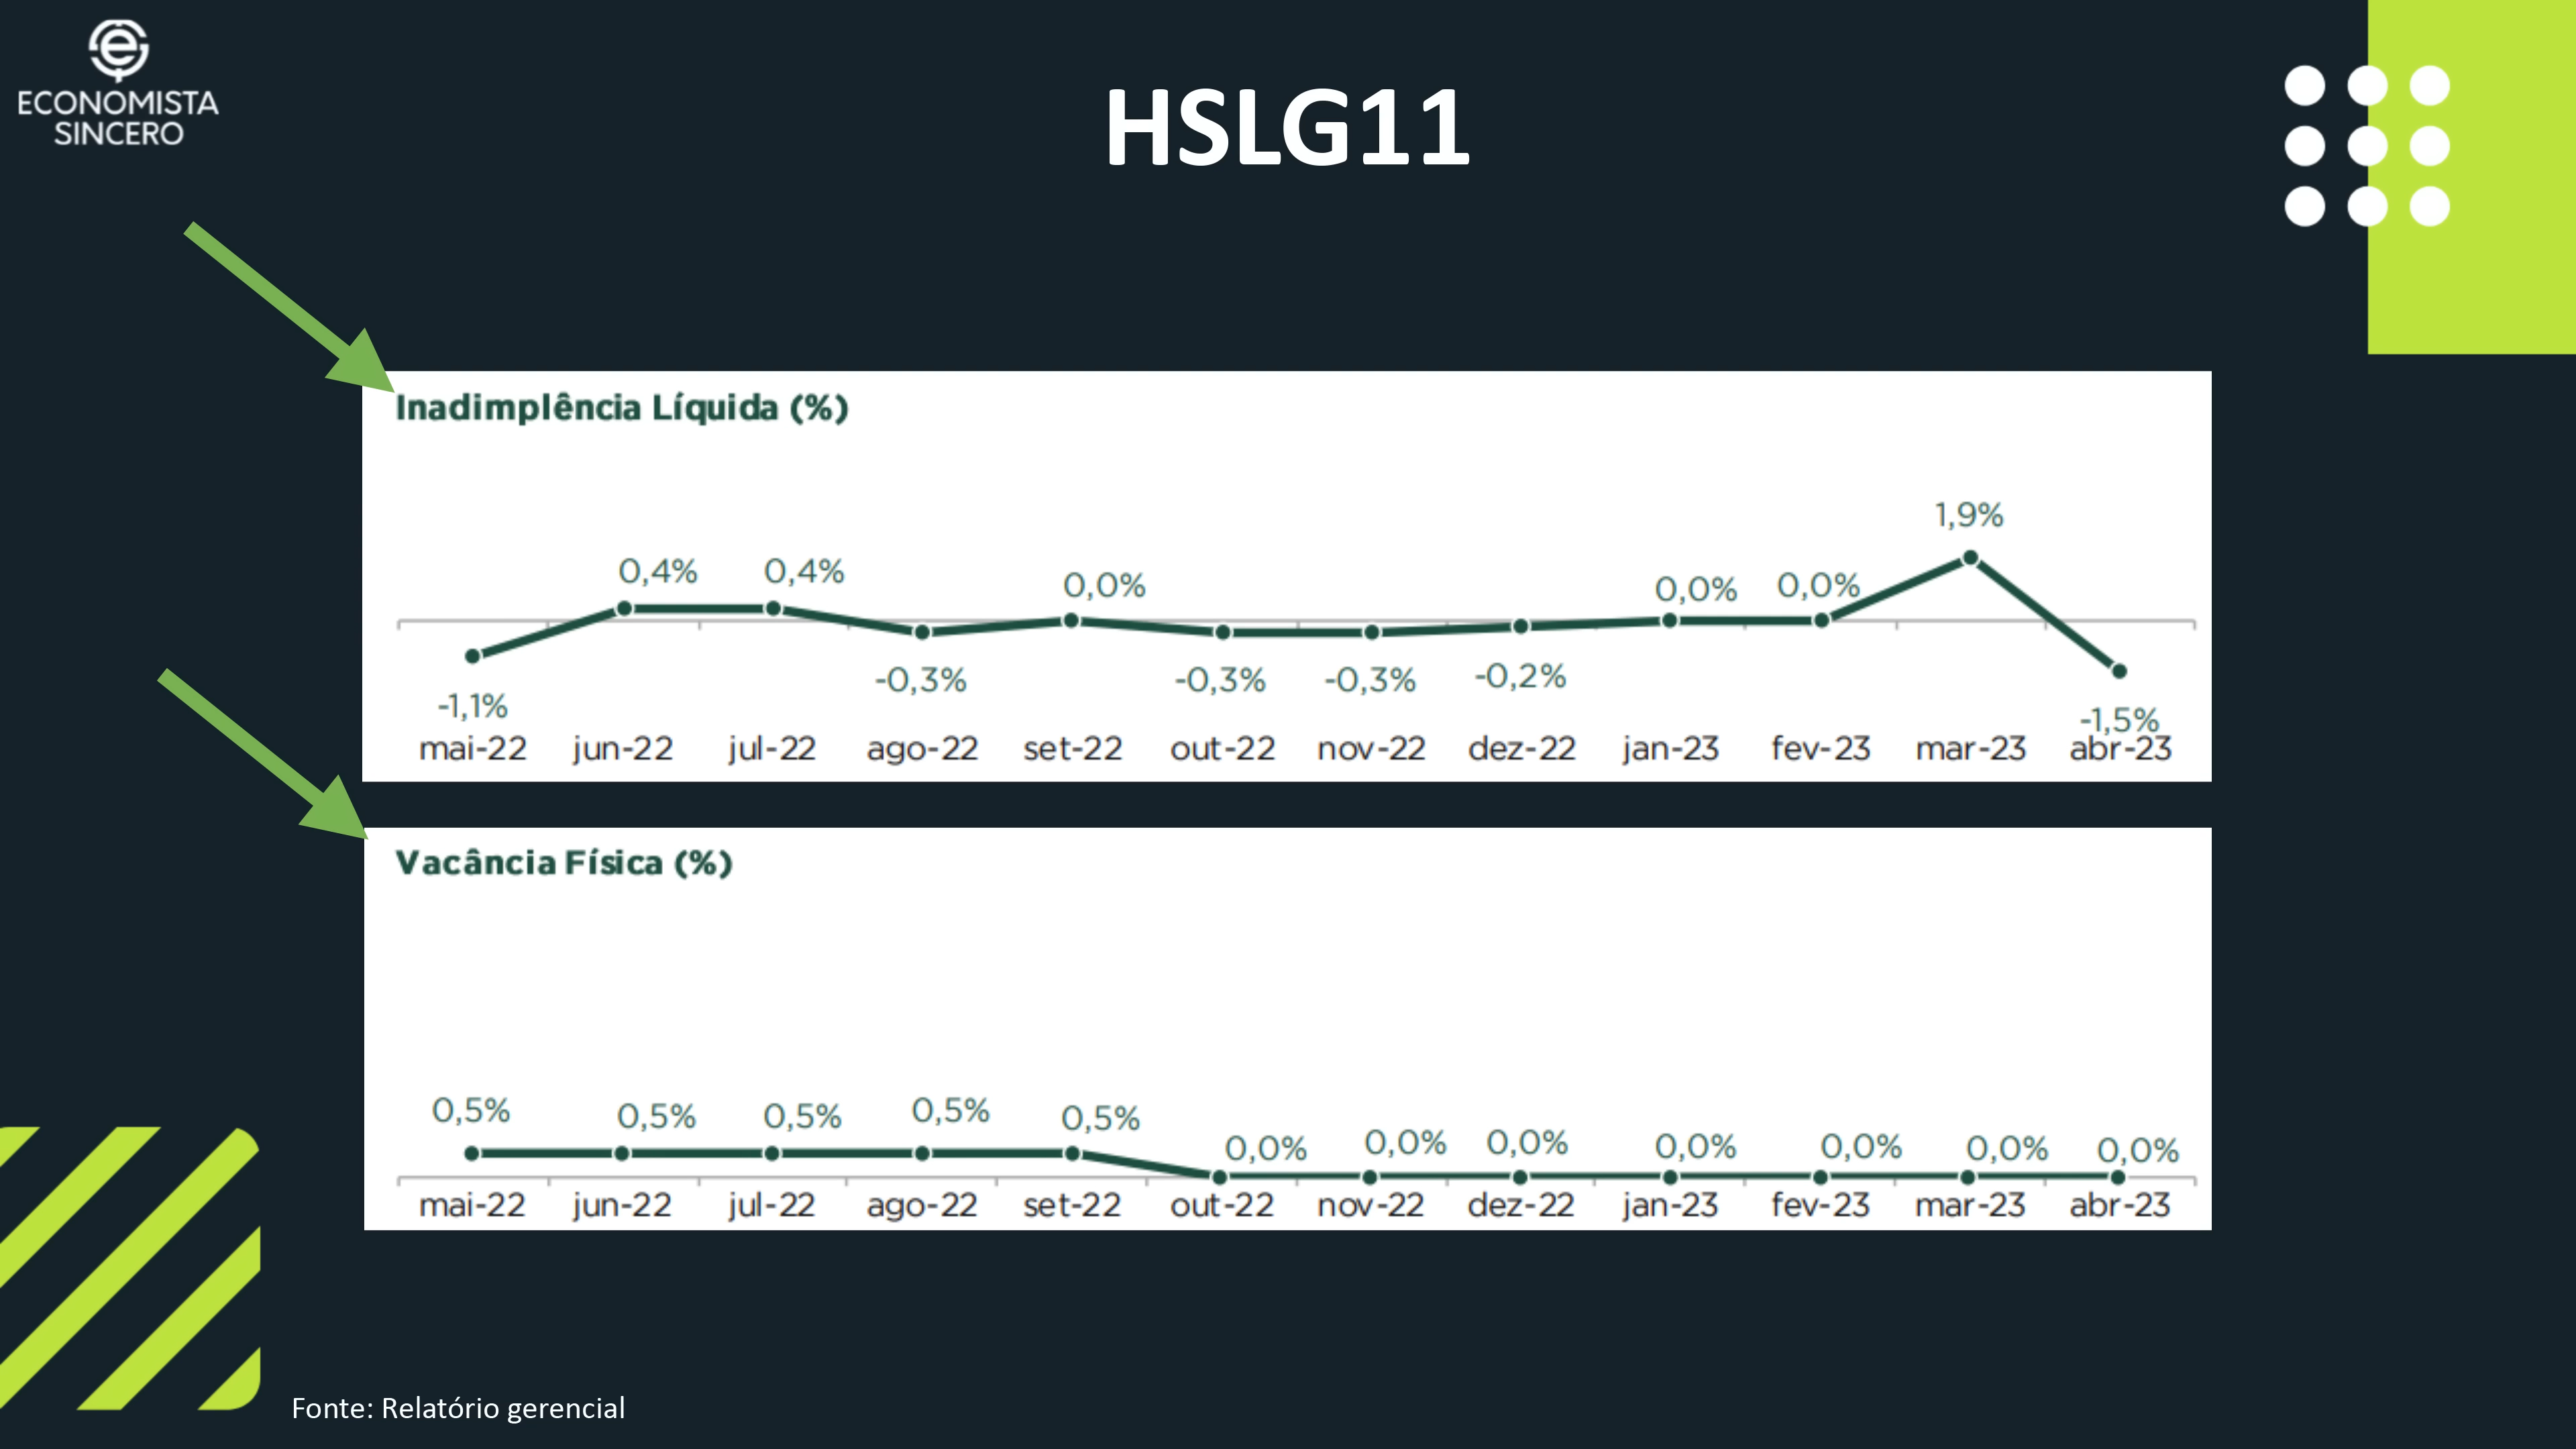 ECONOMISTA
SINCERO
HSLG11
Inadimplência Líquida (%)
-1,1% 0,4% 0,4% -0,3% 0,0% -0,3% -0,3% -0,2% 0,0% 0,0% 1,9% -1,5%
mai-22 jun-22 jul-22 ago-22 set-22 out-22 nov-22 dez-22 jan-23 fev-23 mar-23 abr-23
Vacância Física (%)
0,5% 0,5% 0,5% 0,5% 0,5% 0,0% 0,0% 0,0% 0,0% 0,0% 0,0% 0,0%
mai-22 jun-22 jul-22 ago-22 set-22 out-22 nov-22 dez-22 jan-23 fev-23 mar-23 abr-23
Fonte: Relatório gerencial